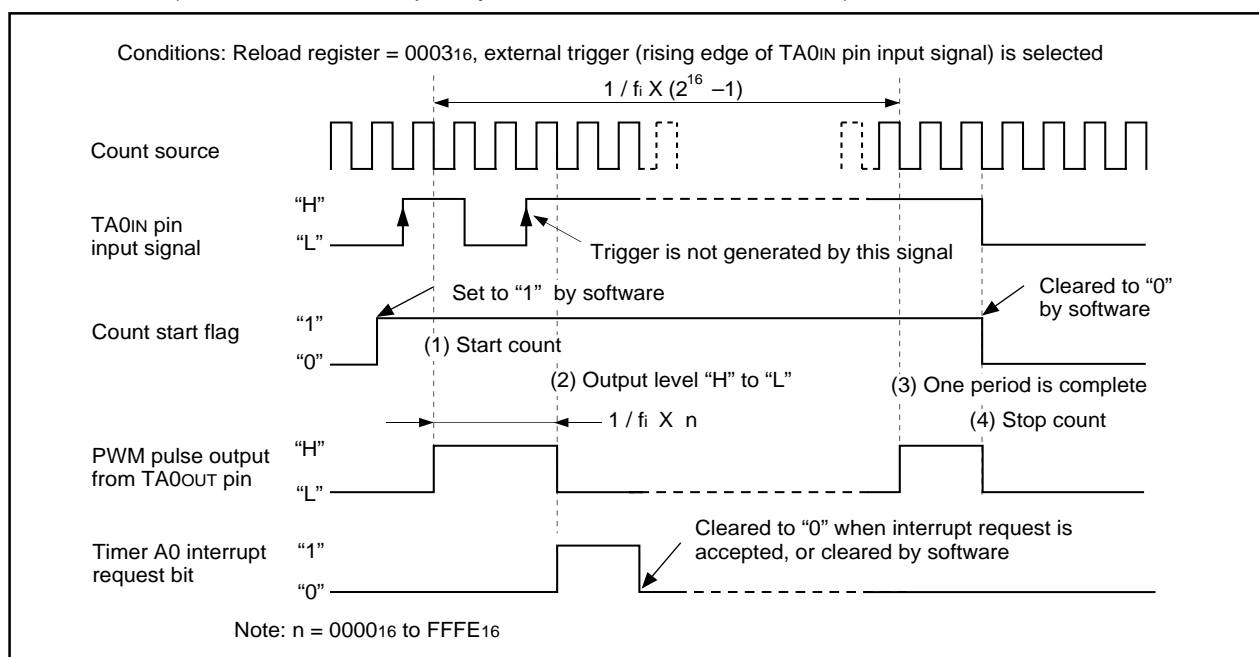 Conditions: Reload register = 000316, external trigger (rising edge of TA0IN pin input signal) is selected
1 / fi X (2^16 –1)
Count source
TA0IN pin
input signal
“H”
“L”
Trigger is not generated by this signal
Count start flag
“1”
“0”
Set to “1” by software
Cleared to “0”
by software
(1) Start count
(2) Output level “H” to “L”
(3) One period is complete
(4) Stop count
1 / fi X n
PWM pulse output
from TA0OUT pin
“H”
“L”
Timer A0 interrupt
request bit
“1”
“0”
Cleared to “0” when interrupt request is
accepted, or cleared by software
Note: n = 000016 to FFFE16